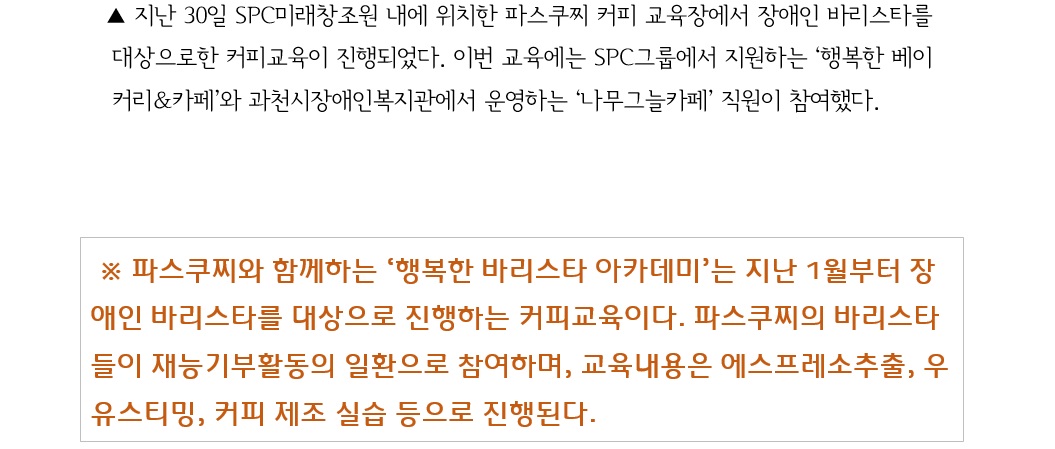 ▲ 지난 30일 SPC미래창조원 내에 위치한 파스쿠찌 커피 교육장에서 장애인 바리스타를
대상으로한 커피교육이 진행되었다. 이번 교육에는 SPC그룹에서 지원하는 ‘행복한 베이
커리&카페’와 과천시장애인복지관에서 운영하는 ‘나무그늘카페’ 직원이 참여했다.
※ 파스쿠찌와 함께하는 ‘행복한 바리스타 아카데미’는 지난 1월부터 장
애인 바리스타를 대상으로 진행하는 커피교육이다. 파스쿠찌의 바리스타
들이 재능기부활동의 일환으로 참여하며, 교육내용은 에스프레소추출, 우
유스티밍, 커피 제조 실습 등으로 진행된다.